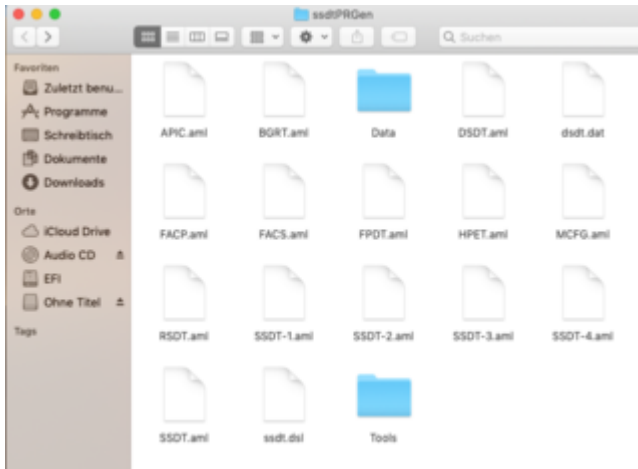 ssdtPRGen
Suchen
Favoriten
Zuletzt benu...
Programme
Schreibtisch
Dokumente
Downloads
Orte
iCloud Drive
Audio CD
EFI
Ohne Titel
Tags
APIC.aml BGRT.aml Data DSDT.aml dsdt.dat
FACP.aml FACS.aml FPDT.aml HPET.aml MCFG.aml
RSDT.aml SSDT-1.aml SSDT-2.aml SSDT-3.aml SSDT-4.aml
SSDT.aml ssdt.dsl Tools